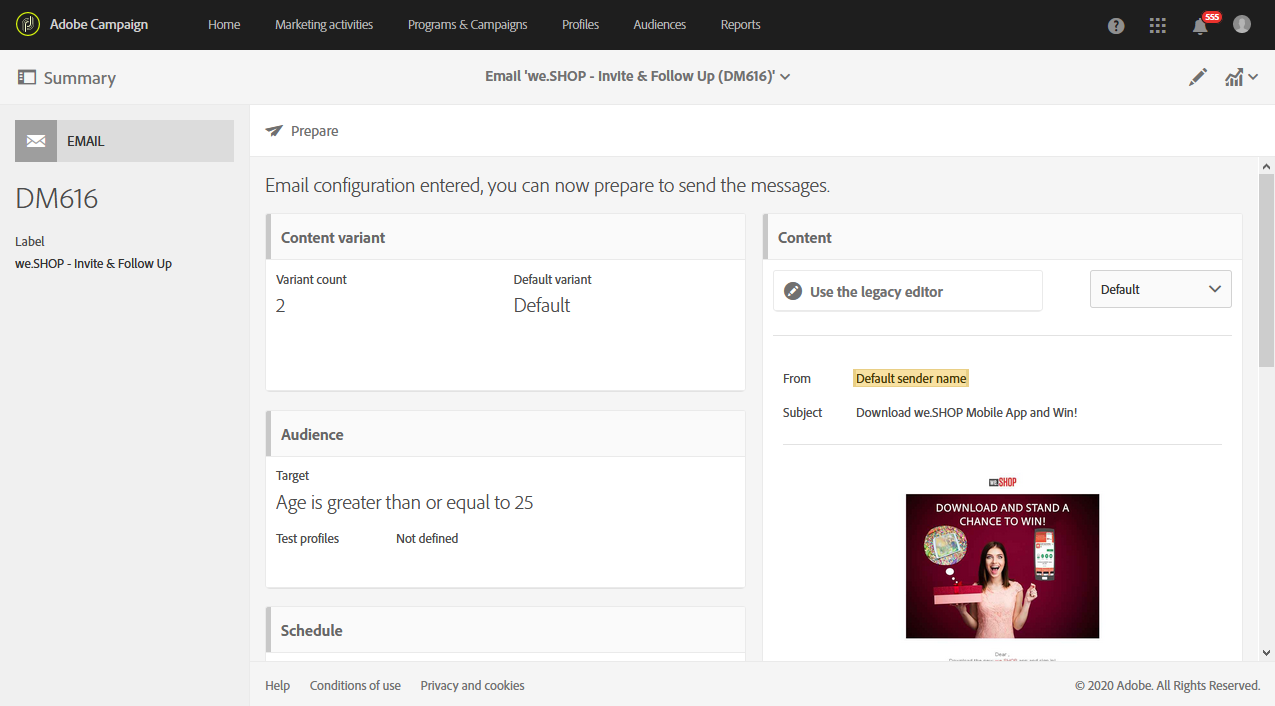 Adobe Campaign
Home
Marketing activities
Programs & Campaigns
Profiles
Audiences
Reports
?
555
Summary
Email 'we.SHOP - Invite & Follow Up (DM616)'
EMAIL
DM616
Label
we.SHOP - Invite & Follow Up
Prepare
Email configuration entered, you can now prepare to send the messages.
Content variant
Variant count
2
Default variant
Default
Audience
Target
Age is greater than or equal to 25
Test profiles
Not defined
Schedule
Content
Use the legacy editor
Default
From
Default sender name
Subject
Download we.SHOP Mobile App and Win!
WE.SHOP
DOWNLOAD AND STAND A
CHANCE TO WIN!
Dear ,
Help
Conditions of use
Privacy and cookies
© 2020 Adobe. All Rights Reserved.